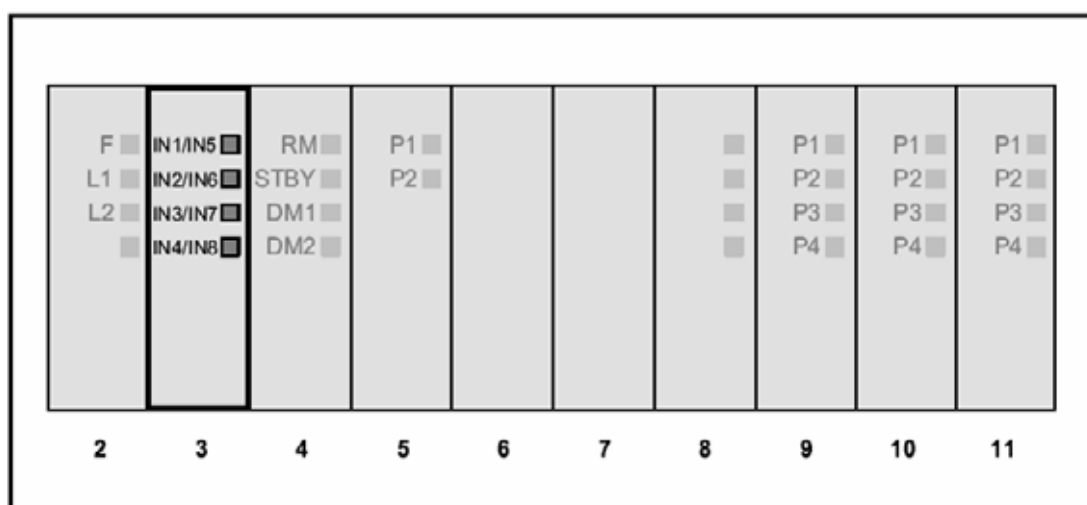 F IN1/IN5 RM P1 P1 P1 P1
L1 IN2/IN6 STBY P2 P2 P2 P2
L2 IN3/IN7 DM1 P3 P3 P3
IN4/IN8 DM2 P4 P4 P4
2 3 4 5 6 7 8 9 10 11